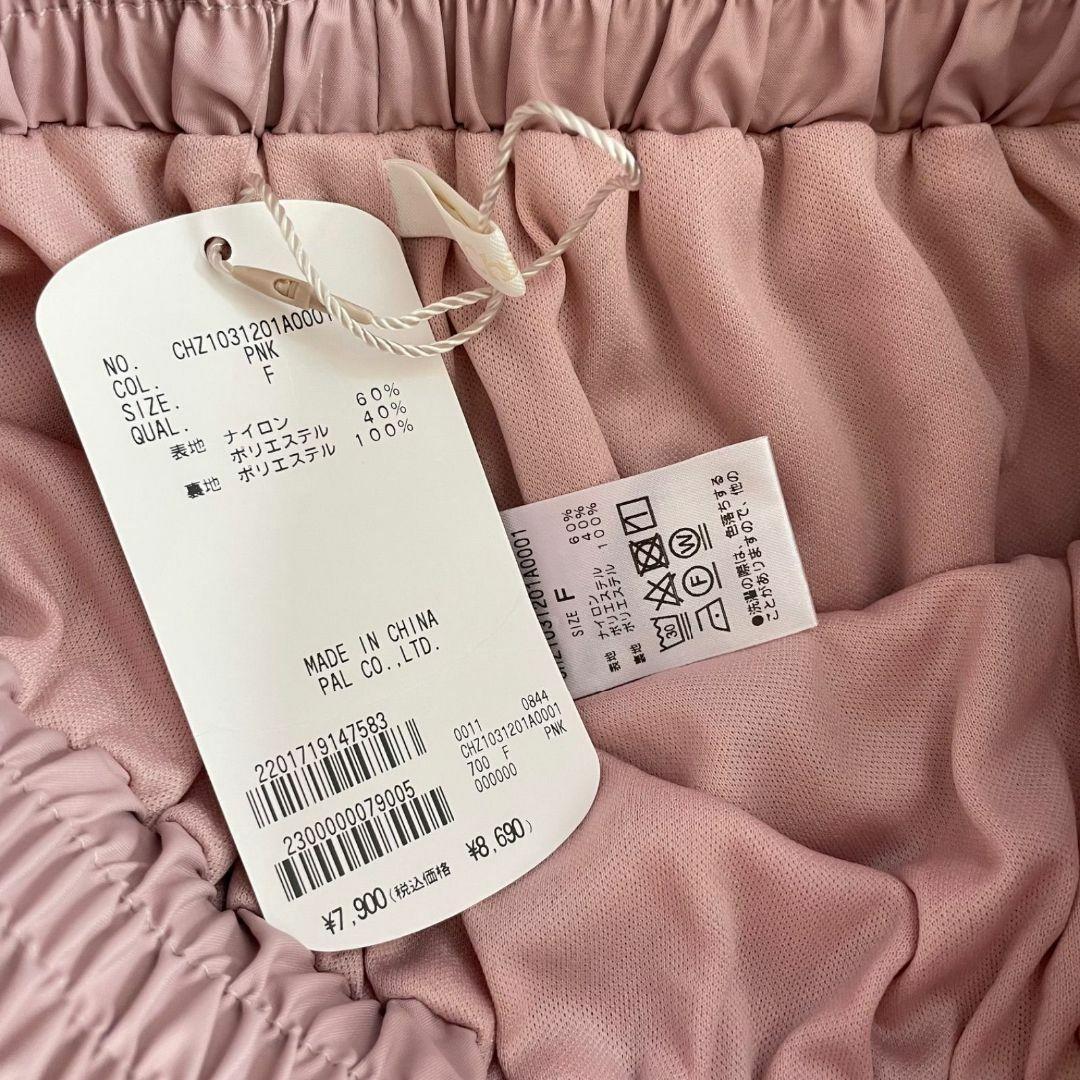 NO. CHZ1031201A0001
COL. PNK
SIZE. F
QUAL.
表地 ナイロン 60%
ポリエステル 40%
裏地 ポリエステル 100%
MADE IN CHINA
PAL CO.,LTD.
2201719147583
2300000079005
0011 0844
CHZ1031201A0001
700 F PNK
000000
¥7,900(税込価格 ¥8,690)
SIZE F
表地 ナイロン 60%
ポリエステル 40%
裏地 ポリエステル 100%
30
W
F
●洗濯の際は、色落ちする
ことがありますので、他の